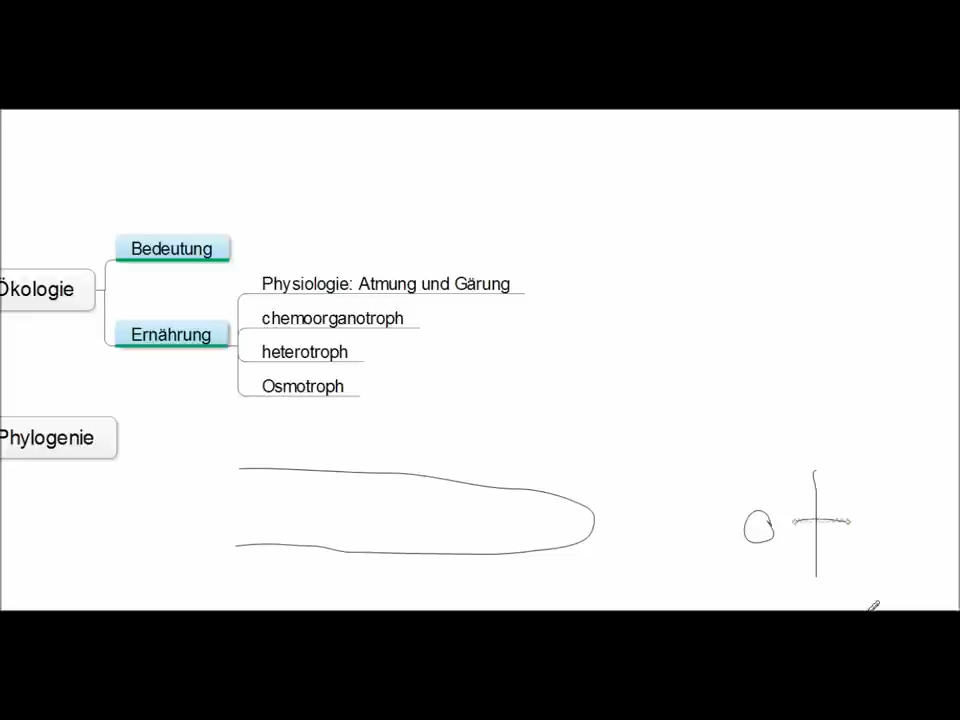 Bedeutung
Ökologie
Physiologie: Atmung und Gärung
chemoorganotroph
Ernährung
heterotroph
Osmotroph
Phylogenie